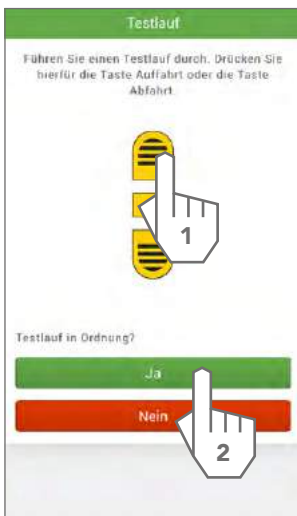 Testlauf
Führen Sie einen Testlauf durch. Drücken Sie
hierfür die Taste Auffahrt oder die Taste
Abfahrt
1
Testlauf in Ordnung?
Ja
Nein
2